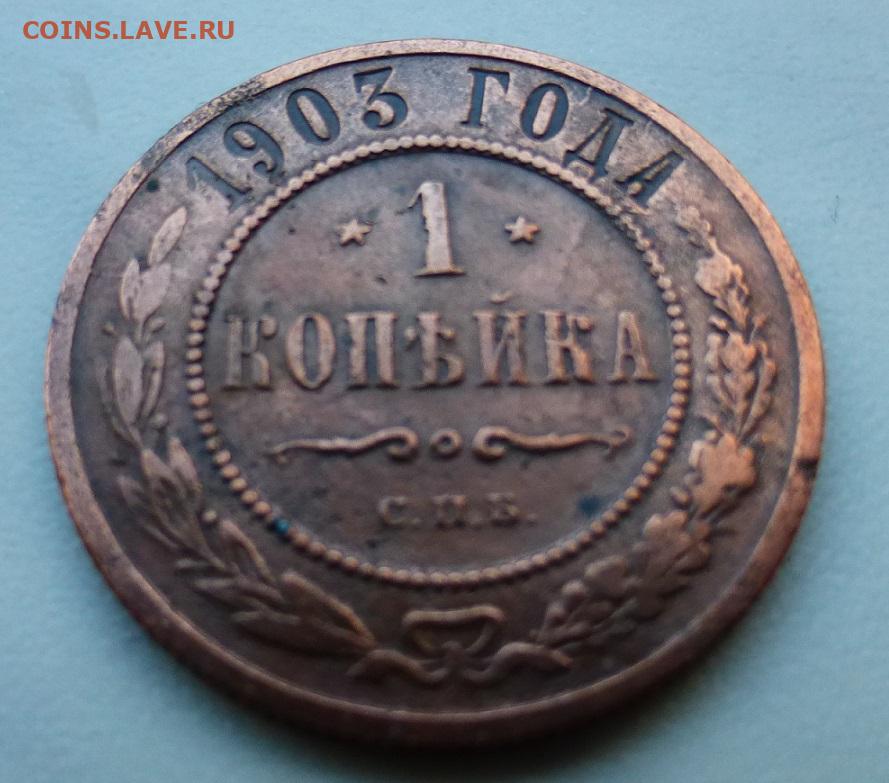 COINS.LAVE.RU
1903 ГОДА
1
КОПѢЙКА
С.П.Б.